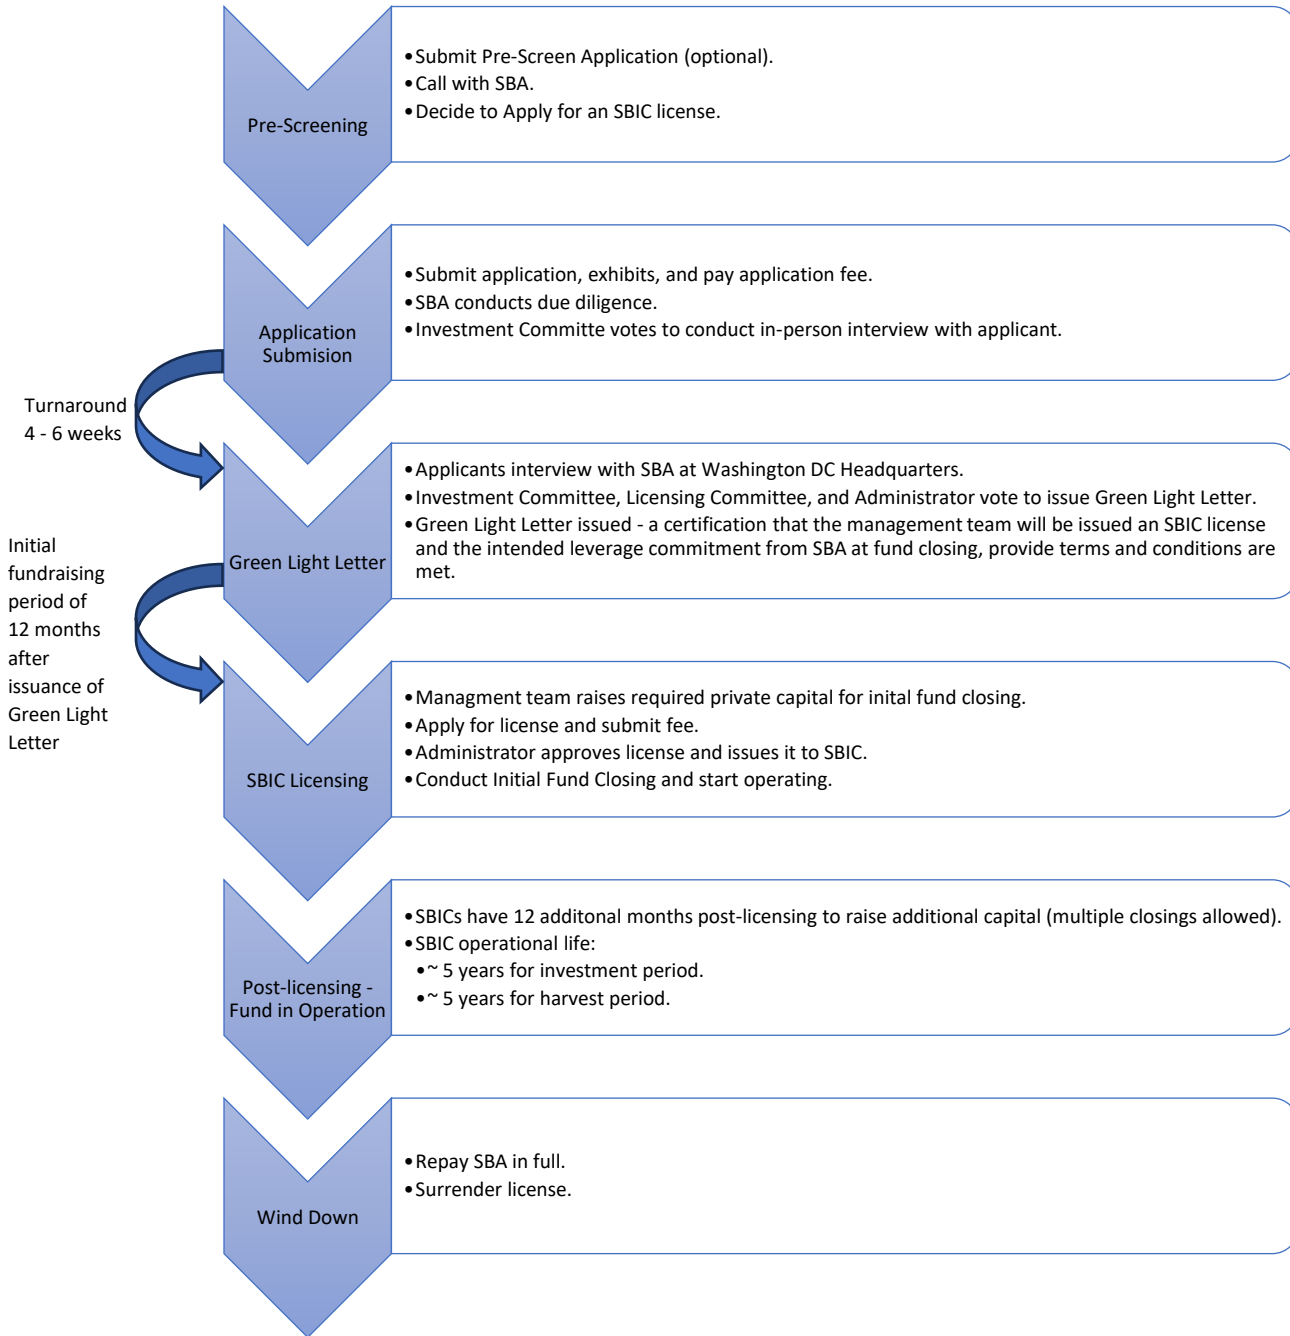 Pre-Screening
•Submit Pre-Screen Application (optional).
•Call with SBA.
•Decide to Apply for an SBIC license.
Application
Submision
•Submit application, exhibits, and pay application fee.
•SBA conducts due diligence.
•Investment Committe votes to conduct in-person interview with applicant.
Turnaround
4 - 6 weeks
Green Light Letter
•Applicants interview with SBA at Washington DC Headquarters.
•Investment Committee, Licensing Committee, and Administrator vote to issue Green Light Letter.
•Green Light Letter issued - a certification that the management team will be issued an SBIC license
and the intended leverage commitment from SBA at fund closing, provide terms and conditions are
met.
Initial
fundraising
period of
12 months
after
issuance of
Green Light
Letter
SBIC Licensing
•Managment team raises required private capital for inital fund closing.
•Apply for license and submit fee.
•Administrator approves license and issues it to SBIC.
•Conduct Initial Fund Closing and start operating.
Post-licensing -
Fund in Operation
•SBICs have 12 additonal months post-licensing to raise additional capital (multiple closings allowed).
•SBIC operational life:
•~ 5 years for investment period.
•~ 5 years for harvest period.
Wind Down
•Repay SBA in full.
•Surrender license.